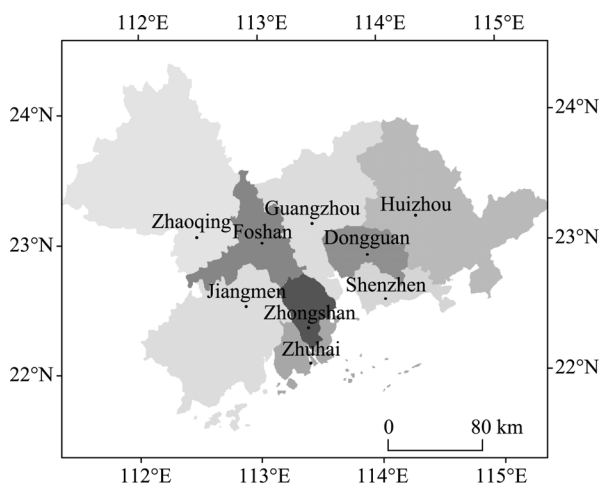 112°E 113°E 114°E 115°E
24°N 24°N
Guangzhou Huizhou
Zhaoqing Foshan Dongguan
23°N 23°N
Jiangmen Shenzhen
Zhongshan
Zhuhai
22°N 22°N
0 80 km
112°E 113°E 114°E 115°E